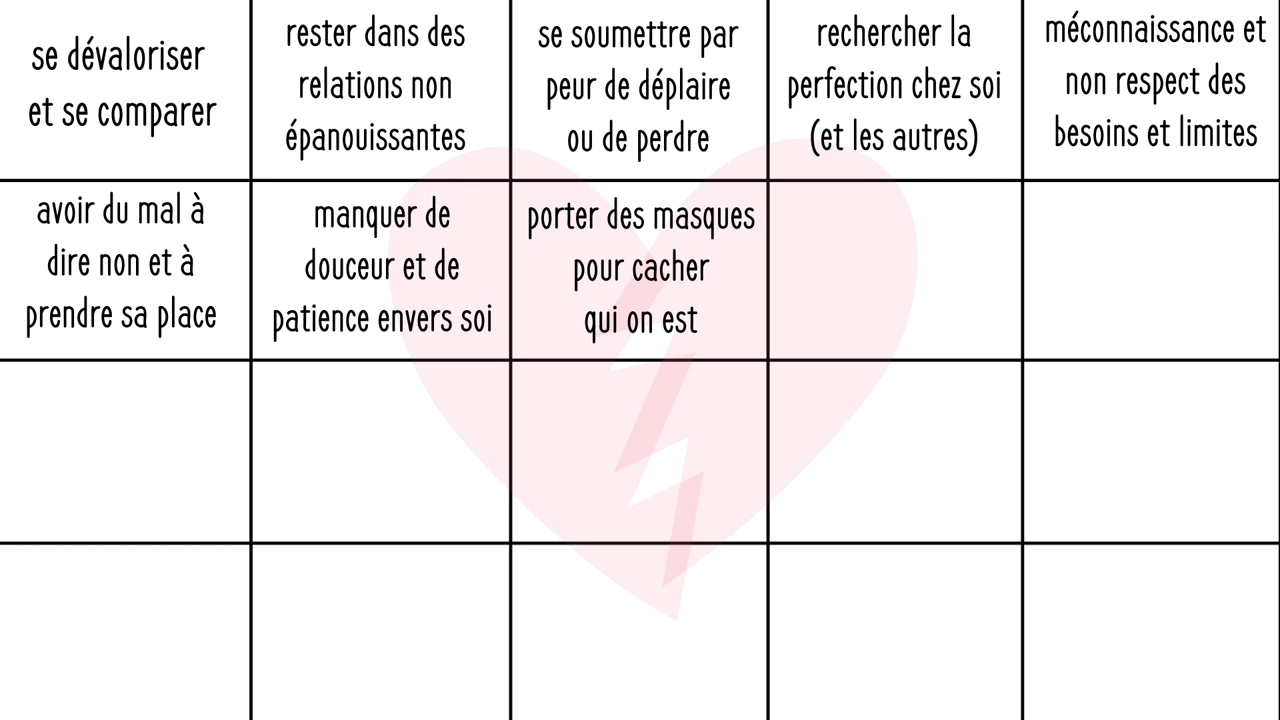 se dévaloriser
et se comparer
rester dans des
relations non
épanouissantes
se soumettre par
peur de déplaire
ou de perdre
rechercher la
perfection chez soi
(et les autres)
méconnaissance et
non respect des
besoins et limites
avoir du mal à
dire non et à
prendre sa place
manquer de
douceur et de
patience envers soi
porter des masques
pour cacher
qui on est